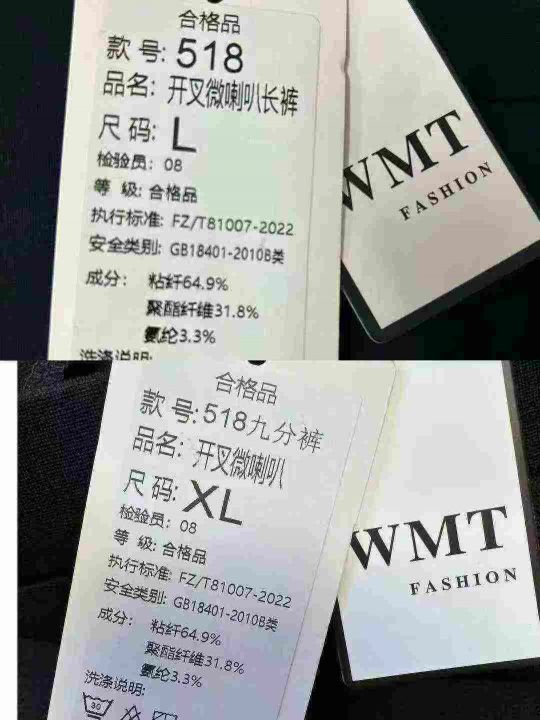 合格品
款 号: 518
品名: 开叉微喇叭长裤
尺 码: L
检验员: 08
等 级: 合格品
执行标准: FZ/T81007-2022
安全类别: GB18401-2010B类
成分: 粘纤64.9%
聚酯纤维31.8%
氨纶3.3%
洗涤说明:
WMT
FASHION
合格品
款 号: 518九分裤
品名: 开叉微喇叭
尺 码: XL
检验员: 08
等 级: 合格品
执行标准: FZ/T81007-2022
安全类别: GB18401-2010B类
成分: 粘纤64.9%
聚酯纤维31.8%
氨纶3.3%
洗涤说明:
30
WMT
FASHION